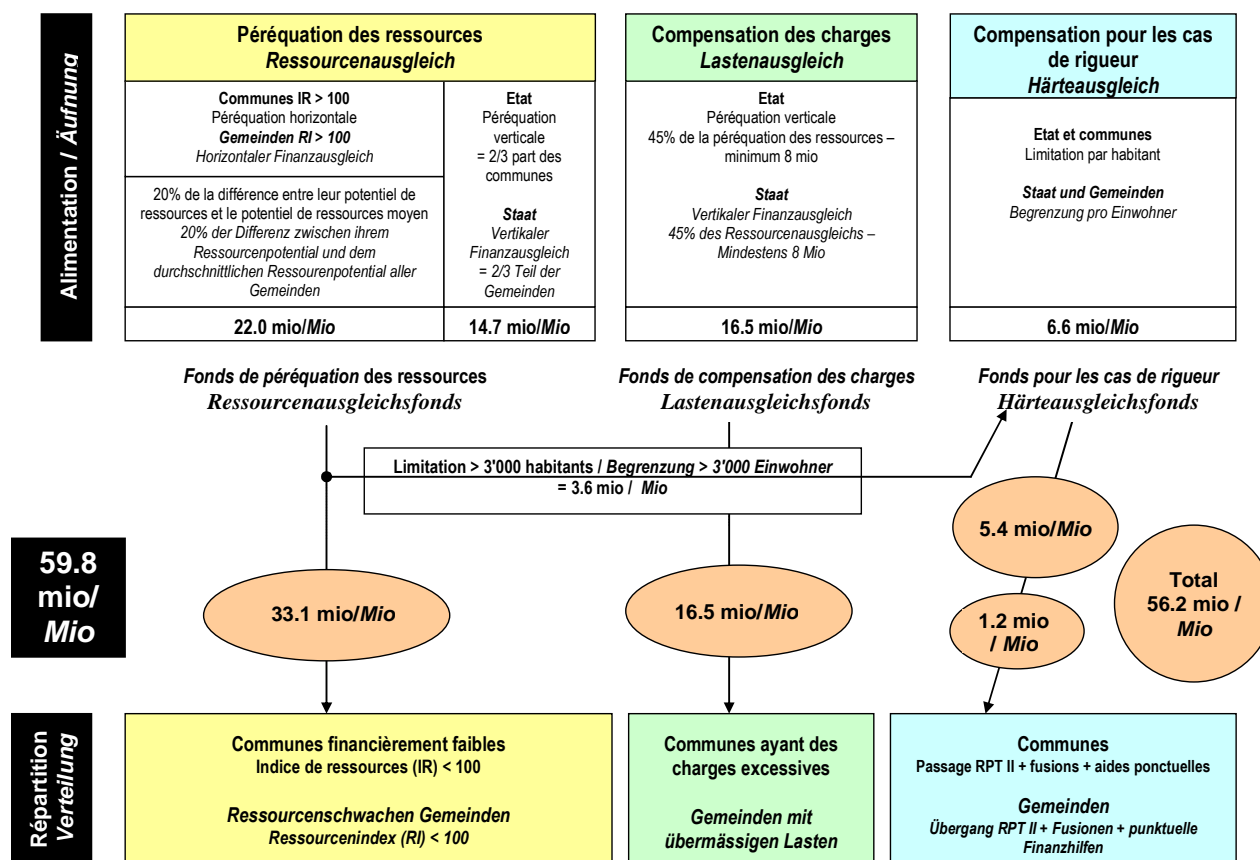 Alimentation / Äufnung
Péréquation des ressources
Ressourcenausgleich
Communes IR > 100
Péréquation horizontale
Gemeinden RI > 100
Horizontaler Finanzausgleich
20% de la différence entre leur potentiel de
ressources et le potentiel de ressources moyen
20% der Differenz zwischen ihrem
Ressourcenpotential und dem
durchschnittlichen Ressourenpotential aller
Gemeinden
22.0 mio/Mio
Etat
Péréquation
verticale
= 2/3 part des
communes
Staat
Vertikaler
Finanzausgleich
= 2/3 Teil der
Gemeinden
14.7 mio/Mio
Compensation des charges
Lastenausgleich
Etat
Péréquation verticale
45% de la péréquation des ressources –
minimum 8 mio
Staat
Vertikaler Finanzausgleich
45% des Ressourcenausgleichs –
Mindestens 8 Mio
16.5 mio/Mio
Compensation pour les cas
de rigueur
Härteausgleich
Etat et communes
Limitation par habitant
Staat und Gemeinden
Begrenzung pro Einwohner
6.6 mio/Mio
Fonds de péréquation des ressources
Ressourcenausgleichsfonds
Fonds de compensation des charges
Lastenausgleichsfonds
Fonds pour les cas de rigueur
Härteausgleichsfonds
Limitation > 3'000 habitants / Begrenzung > 3'000 Einwohner
= 3.6 mio / Mio
59.8
mio/
Mio
33.1 mio/Mio
16.5 mio/Mio
5.4 mio/Mio
1.2 mio
/ Mio
Total
56.2 mio /
Mio
Répartition
Verteilung
Communes financièrement faibles
Indice de ressources (IR) < 100
Ressourcenschwachen Gemeinden
Ressourcenindex (RI) < 100
Communes ayant des
charges excessives
Gemeinden mit
übermässigen Lasten
Communes
Passage RPT II + fusions + aides ponctuelles
Gemeinden
Übergang RPT II + Fusionen + punktuelle
Finanzhilfen